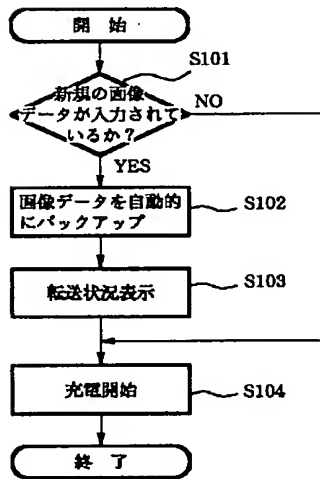 開始
S101
新規の画像
データが入力されて
いるか？
NO
YES
画像データを自動的
にバックアップ
S102
転送状況表示
S103
充電開始
S104
終了